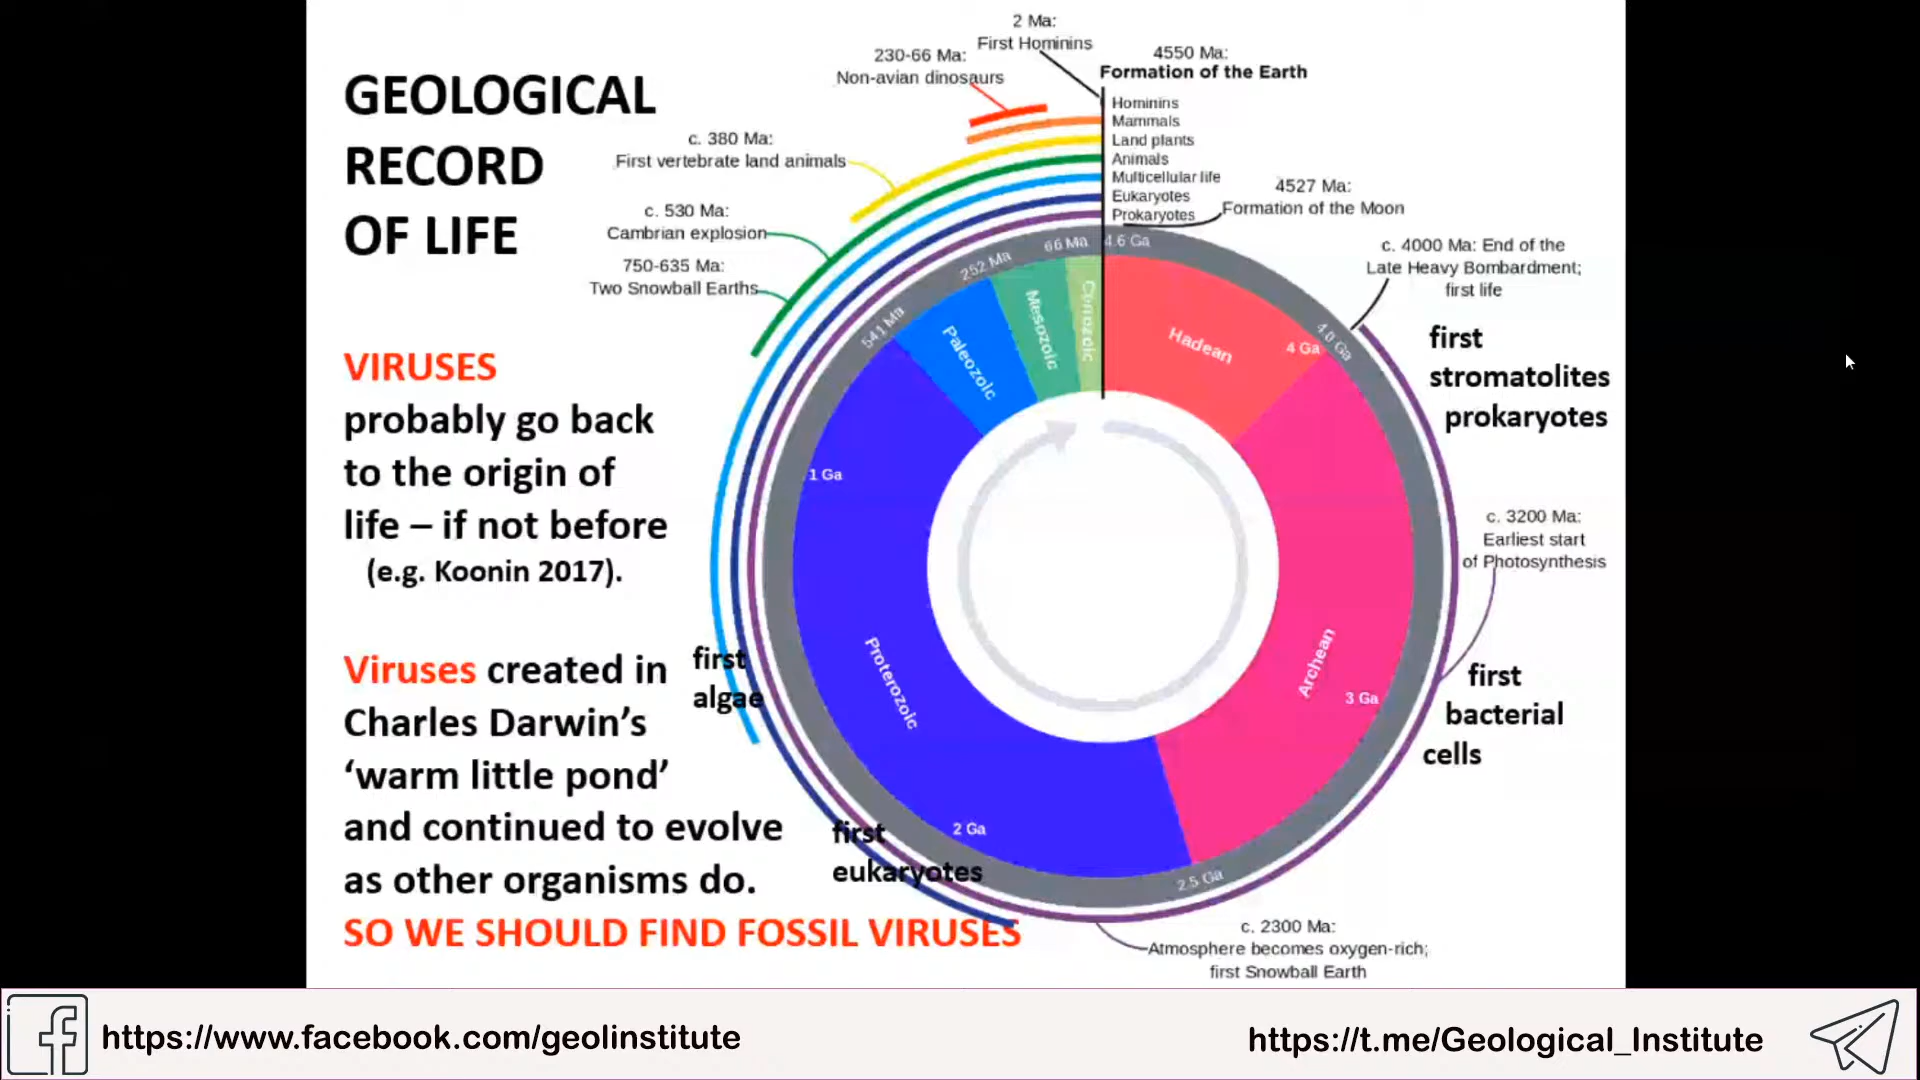 GEOLOGICAL
RECORD
OF LIFE
VIRUSES
probably go back
to the origin of
life – if not before
(e.g. Koonin 2017).
Viruses created in
Charles Darwin’s
‘warm little pond’
and continued to evolve
as other organisms do.
SO WE SHOULD FIND FOSSIL VIRUSES
2 Ma:
First Hominins
230-66 Ma:
Non-avian dinosaurs
c. 380 Ma:
First vertebrate land animals
c. 530 Ma:
Cambrian explosion
750-635 Ma:
Two Snowball Earths
4550 Ma:
Formation of the Earth
Hominins
Mammals
Land plants
Animals
Multicellular life
Eukaryotes
Prokaryotes
4527 Ma:
Formation of the Moon
c. 4000 Ma: End of the
Late Heavy Bombardment;
first life
first
stromatolites
prokaryotes
c. 3200 Ma:
Earliest start
of Photosynthesis
first
bacterial
cells
c. 2300 Ma:
Atmosphere becomes oxygen-rich;
first Snowball Earth
first
algae
first
eukaryotes
4.6 Ga
4.0 Ga
2.5 Ga
541 Ma
252 Ma
66 Ma
Hadean
4 Ga
Archean
3 Ga
Proterozoic
2 Ga
1 Ga
Paleozoic
Mesozoic
Cenozoic
https://www.facebook.com/geolinstitute
https://t.me/Geological_Institute